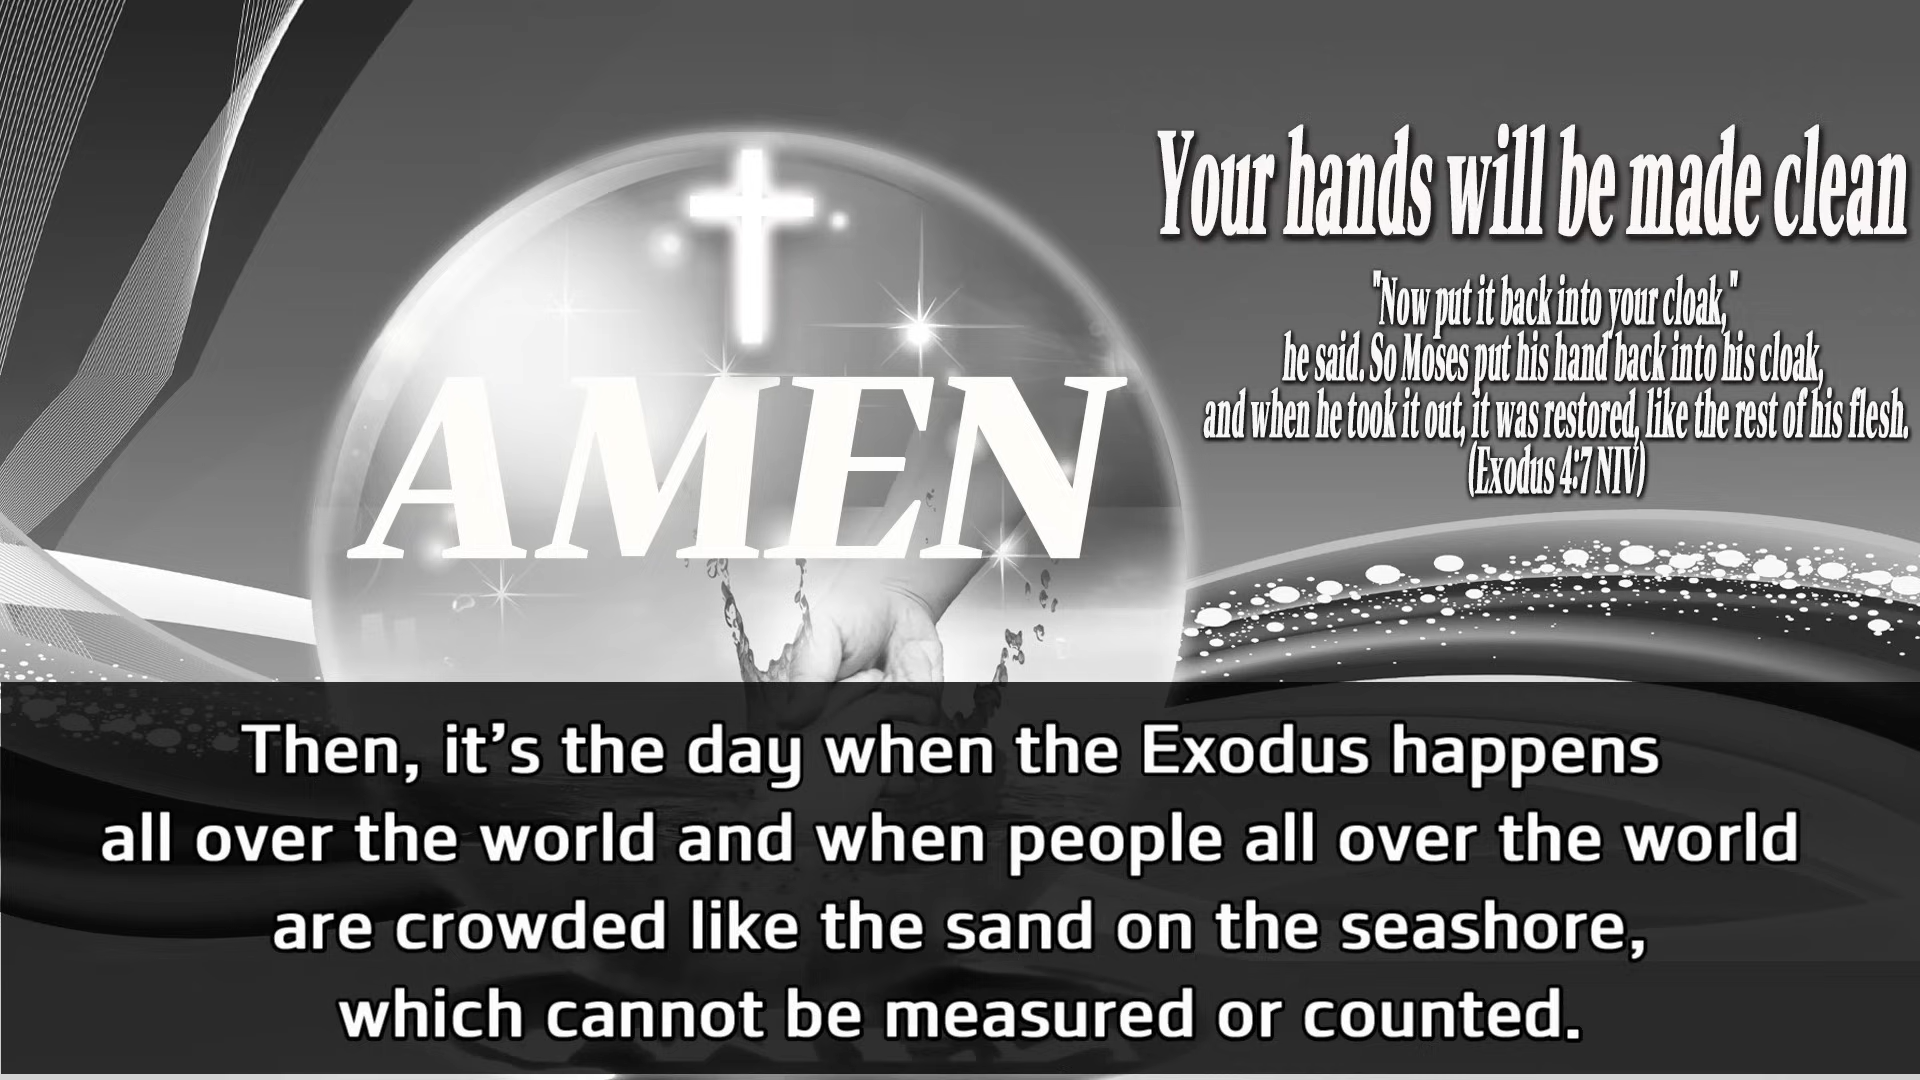 Your hands will be made clean
"Now put it back into your cloak,"
he said. So Moses put his hand back into his cloak,
and when he took it out, it was restored, like the rest of his flesh.
(Exodus 4:7 NIV)
AMEN
Then, it’s the day when the Exodus happens
all over the world and when people all over the world
are crowded like the sand on the seashore,
which cannot be measured or counted.